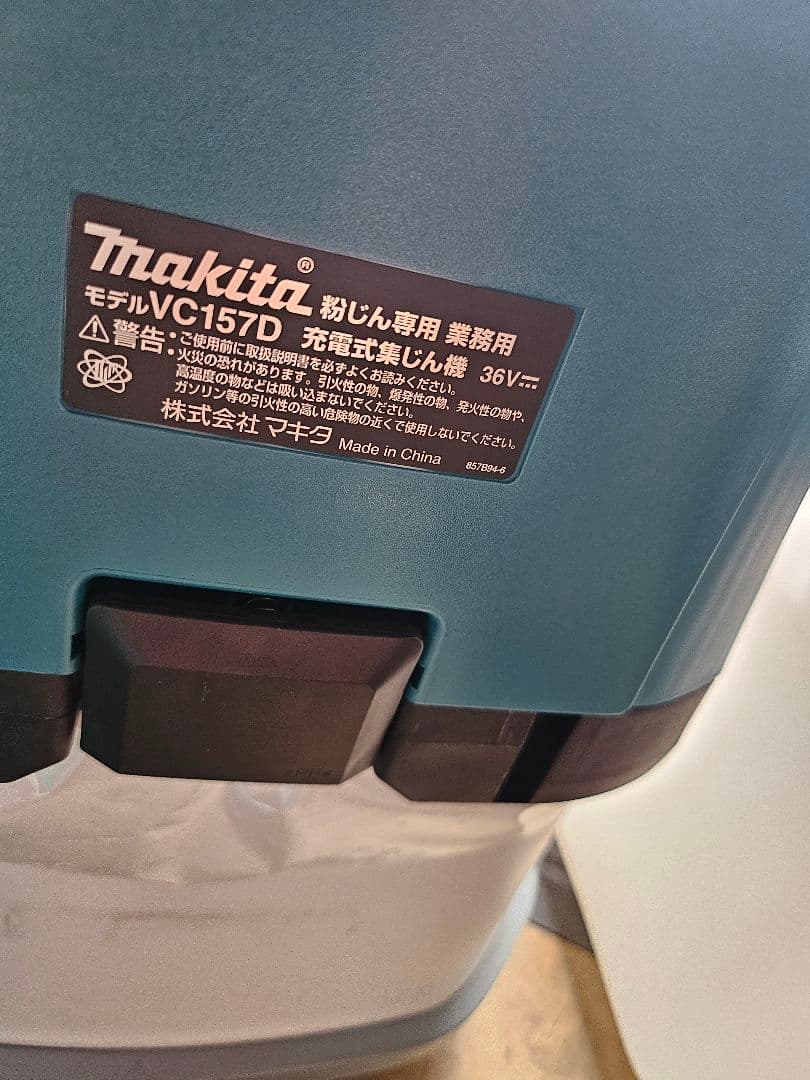 makita® 粉じん専用 業務用
モデルVC157D 充電式集じん機 36V⎓
⚠警告・ご使用前に取扱説明書を必ずよくお読みください。
・火災の恐れがあります。引火性の物、爆発性の物、発火性の物や、
高温度の物などは吸い込まないでください。
ガソリン等の引火性の高い危険物の近くで使用しないでください。
株式会社 マキタ Made in China 857B94-6